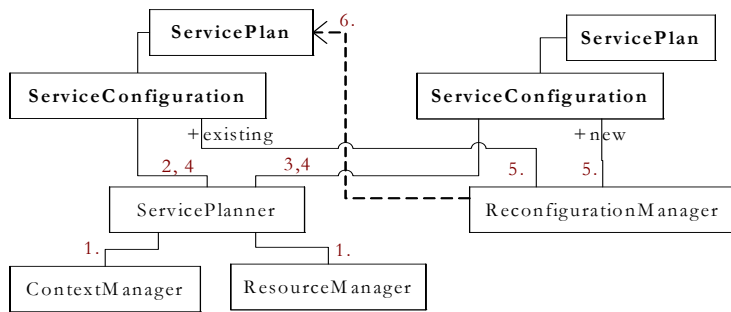 ServicePlan
6.
ServicePlan
ServiceConfiguration
ServiceConfiguration
+existing
+new
2, 4
3,4
5.
5.
ServicePlanner
ReconfigurationManager
1.
1.
ContextManager
ResourceManager